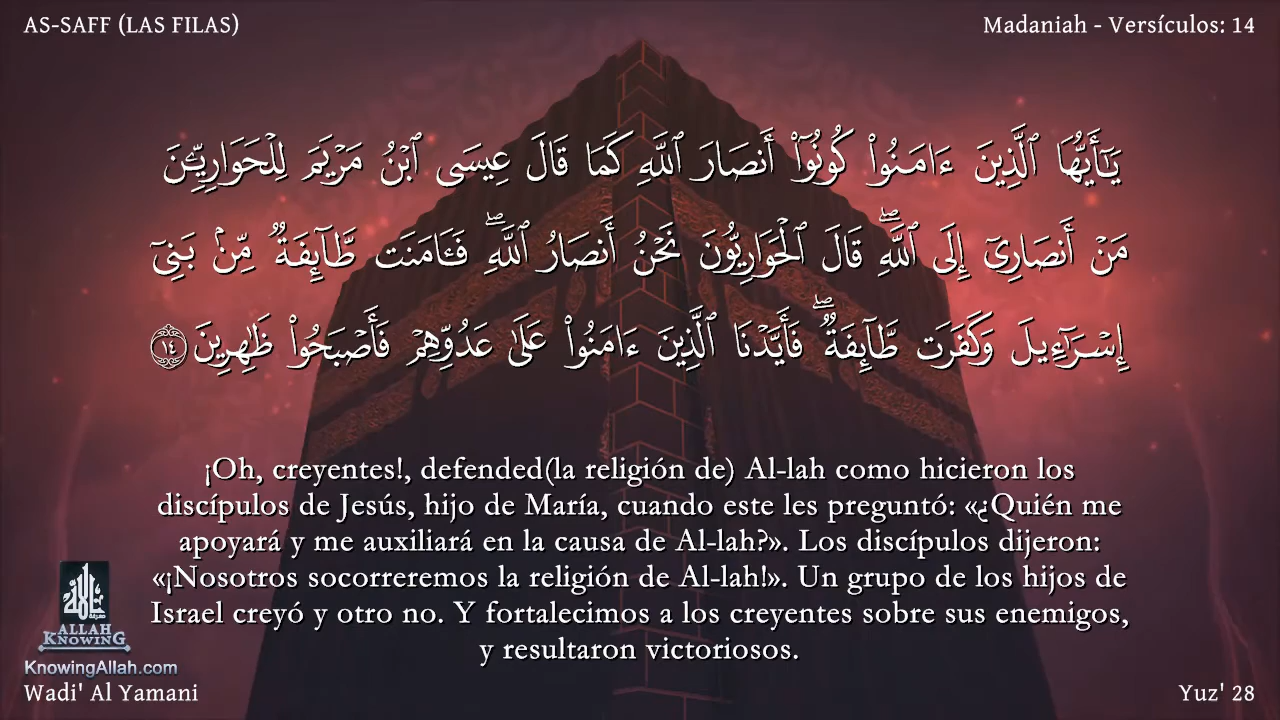 AS-SAFF (LAS FILAS)
Madaniah - Versículos: 14
يَـٰٓأَيُّهَا ٱلَّذِينَ ءَامَنُوا۟ كُونُوٓا۟ أَنصَارَ ٱللَّهِ كَمَا قَالَ عِيسَى ٱبْنُ مَرْيَمَ لِلْحَوَارِيِّـۧنَ
مَنْ أَنصَارِىٓ إِلَى ٱللَّهِ ۖ قَالَ ٱلْحَوَارِيُّونَ نَحْنُ أَنصَارُ ٱللَّهِ ۖ فَـَٔامَنَت طَّآئِفَةٌ مِّنۢ بَنِىٓ
إِسْرَٰٓءِيلَ وَكَفَرَت طَّآئِفَةٌ ۖ فَأَيَّدْنَا ٱلَّذِينَ ءَامَنُوا۟ عَلَىٰ عَدُوِّهِمْ فَأَصْبَحُوا۟ ظَـٰهِرِينَ ١٤
¡Oh, creyentes!, defended(la religión de) Al-lah como hicieron los
discípulos de Jesús, hijo de María, cuando este les preguntó: «¿Quién me
apoyará y me auxiliará en la causa de Al-lah?». Los discípulos dijeron:
«¡Nosotros socorreremos la religión de Al-lah!». Un grupo de los hijos de
Israel creyó y otro no. Y fortalecimos a los creyentes sobre sus enemigos,
y resultaron victoriosos.
ALLAH
KNOWING
KnowingAllah.com
Wadi' Al Yamani
Yuz' 28